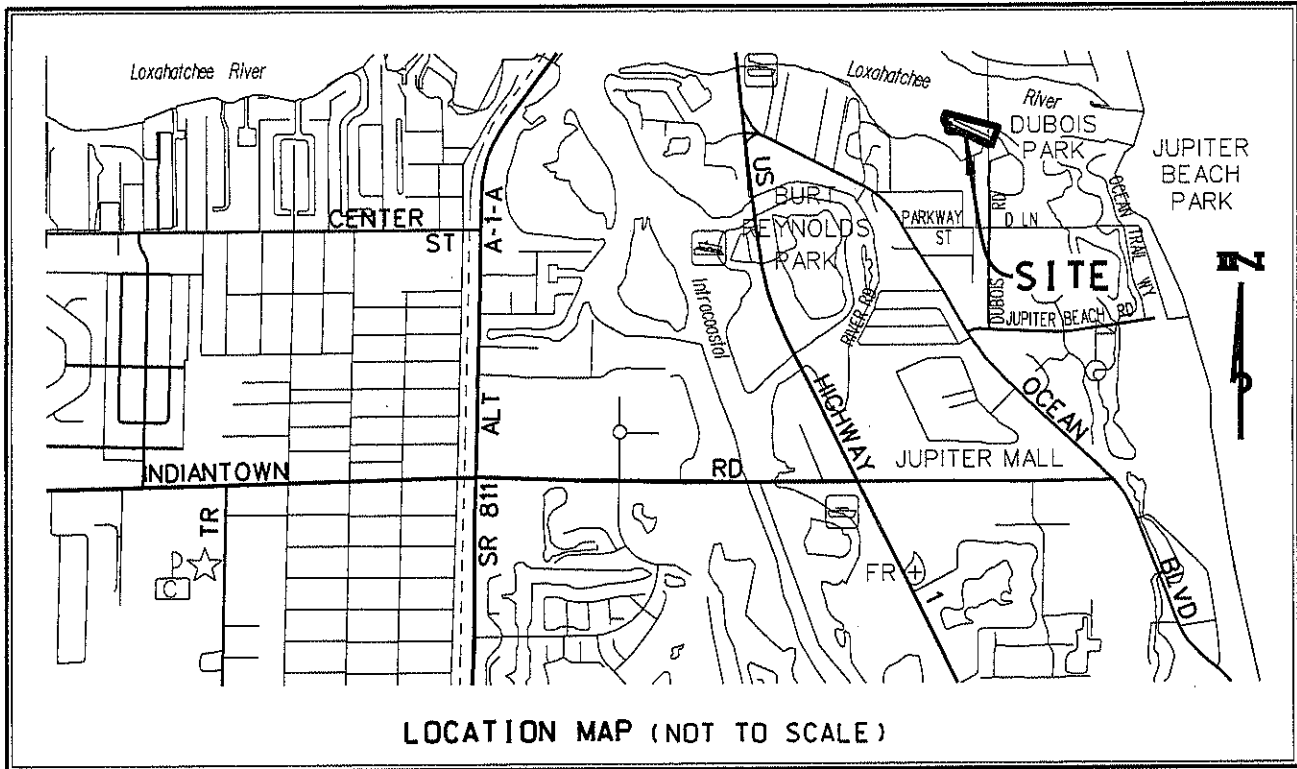 Loxahatchee River
Loxahatchee
River
DUBOIS
PARK
JUPITER
BEACH
PARK
OCEAN
TRAIL WY
US
BURT
REYNOLDS
PARK
PARKWAY
ST
RD
D LN
CENTER
ST
A-1-A
SITE
N
DUBOIS
JUPITER BEACH RD
Intracoastal
RIVER RD
HIGHWAY
OCEAN
ALT
JUPITER MALL
INDIANTOWN
RD
SR 811
TR
P
C
FR
1
BLVD
LOCATION MAP (NOT TO SCALE)